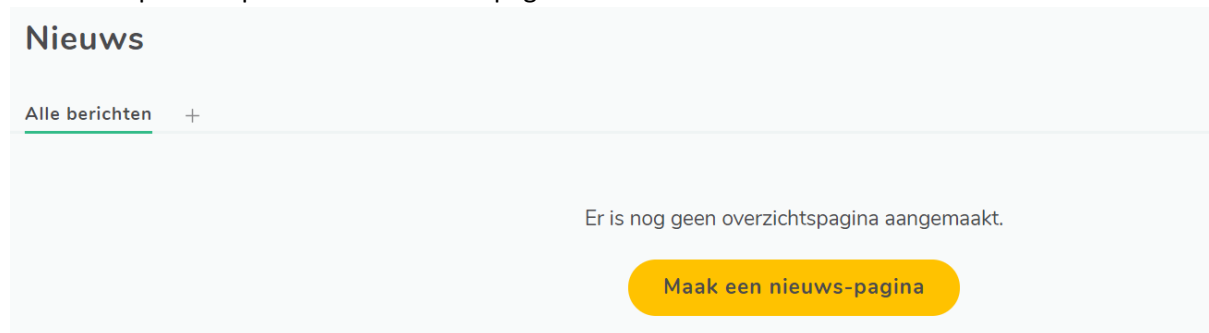 Nieuws
Alle berichten +
Er is nog geen overzichtspagina aangemaakt.
Maak een nieuws-pagina